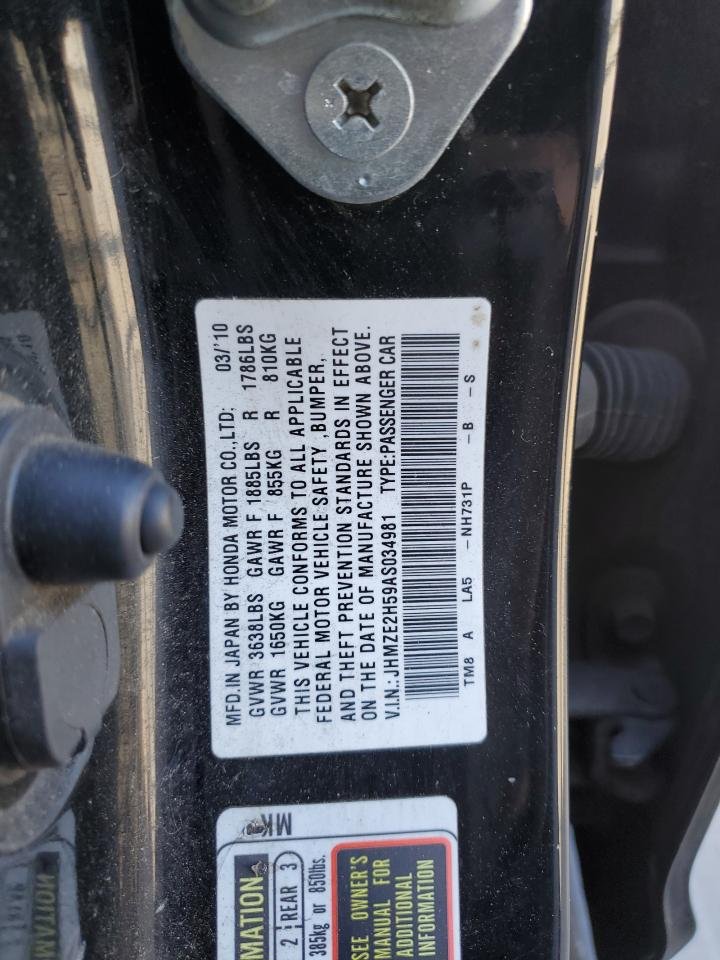 MFD.IN JAPAN BY HONDA MOTOR CO.,LTD: 03/'10
GVWR 3638LBS GAWR F 1885LBS R 1786LBS
GVWR 1650KG GAWR F 855KG R 810KG
THIS VEHICLE CONFORMS TO ALL APPLICABLE
FEDERAL MOTOR VEHICLE SAFETY ,BUMPER,
AND THEFT PREVENTION STANDARDS IN EFFECT
ON THE DATE OF MANUFACTURE SHOWN ABOVE.
V.I.N.: JHMZE2H59AS034981 TYPE:PASSENGER CAR
TM8 A LA5 -NH731P -B -S
MATION
2 REAR 3
385kg or 850lbs.
SEE OWNER'S
MANUAL FOR
ADDITIONAL
INFORMATION